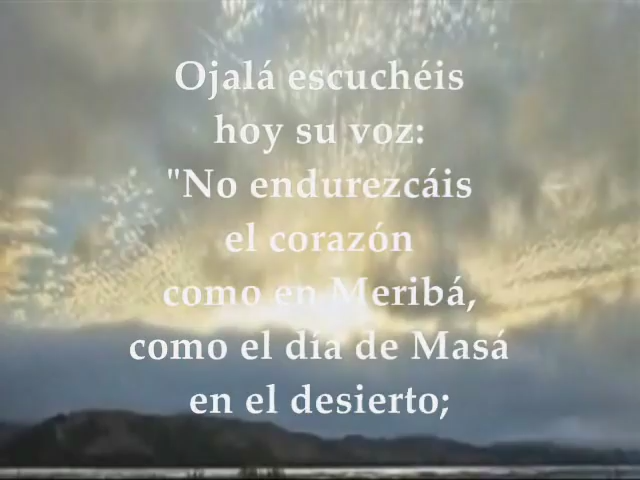 Ojalá escuchéis
hoy su voz:
"No endurezcáis
el corazón
como en Meribá,
como el día de Masá
en el desierto;